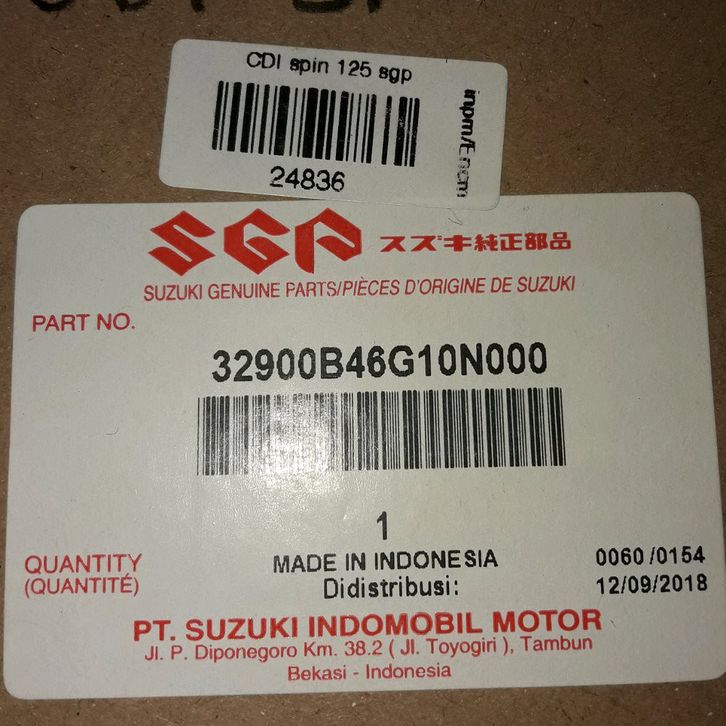 CDI spin 125 sgp
24836
SGP スズキ純正部品
SUZUKI GENUINE PARTS/PIÈCES D'ORIGINE DE SUZUKI
PART NO.
32900B46G10N000
1
QUANTITY
(QUANTITÉ)
MADE IN INDONESIA
Didistribusi:
0060 /0154
12/09/2018
PT. SUZUKI INDOMOBIL MOTOR
Jl. P. Diponegoro Km. 38.2 ( Jl. Toyogiri ), Tambun
Bekasi - Indonesia